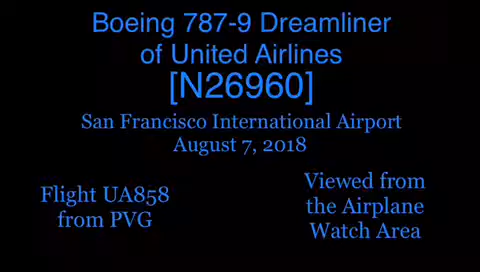 Boeing 787-9 Dreamliner
of United Airlines
[N26960]
San Francisco International Airport
August 7, 2018
Flight UA858
from PVG
Viewed from
the Airplane
Watch Area